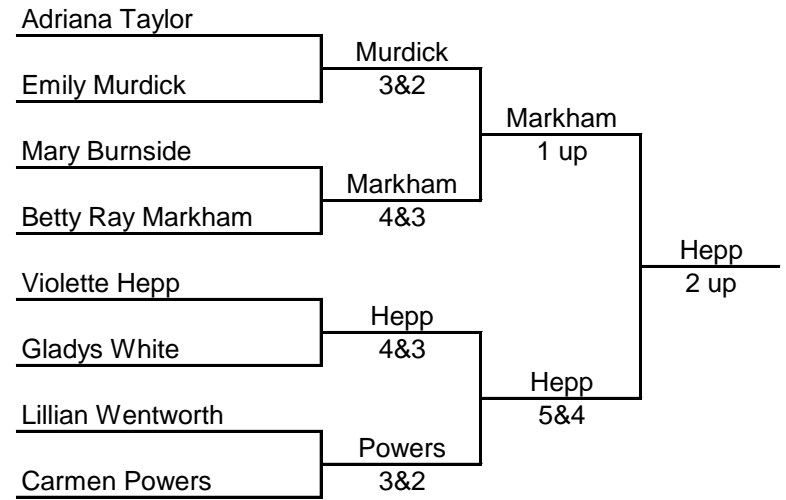 Adriana Taylor
Murdick
Emily Murdick
3&2
Markham
Mary Burnside
1 up
Markham
Betty Ray Markham
4&3
Hepp
Violette Hepp
2 up
Hepp
Gladys White
4&3
Hepp
Lillian Wentworth
5&4
Powers
Carmen Powers
3&2